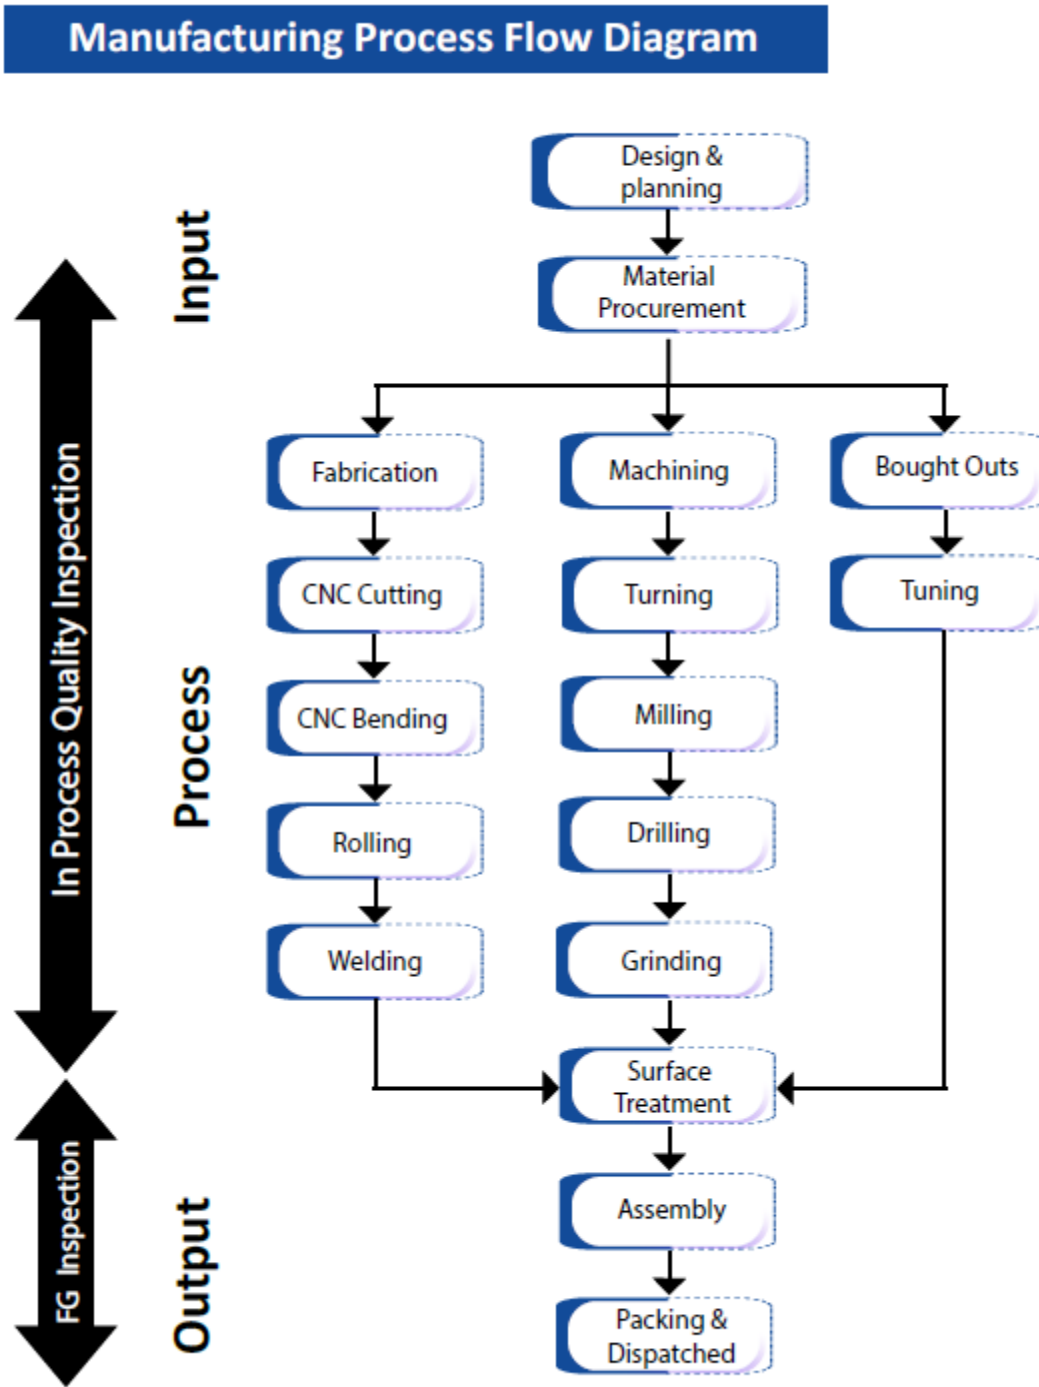 Manufacturing Process Flow Diagram
Input
Design &
planning
Material
Procurement
In Process Quality Inspection
Process
Fabrication
Machining
Bought Outs
CNC Cutting
Turning
Tuning
CNC Bending
Milling
Rolling
Drilling
Welding
Grinding
Surface
Treatment
FG Inspection
Output
Assembly
Packing &
Dispatched